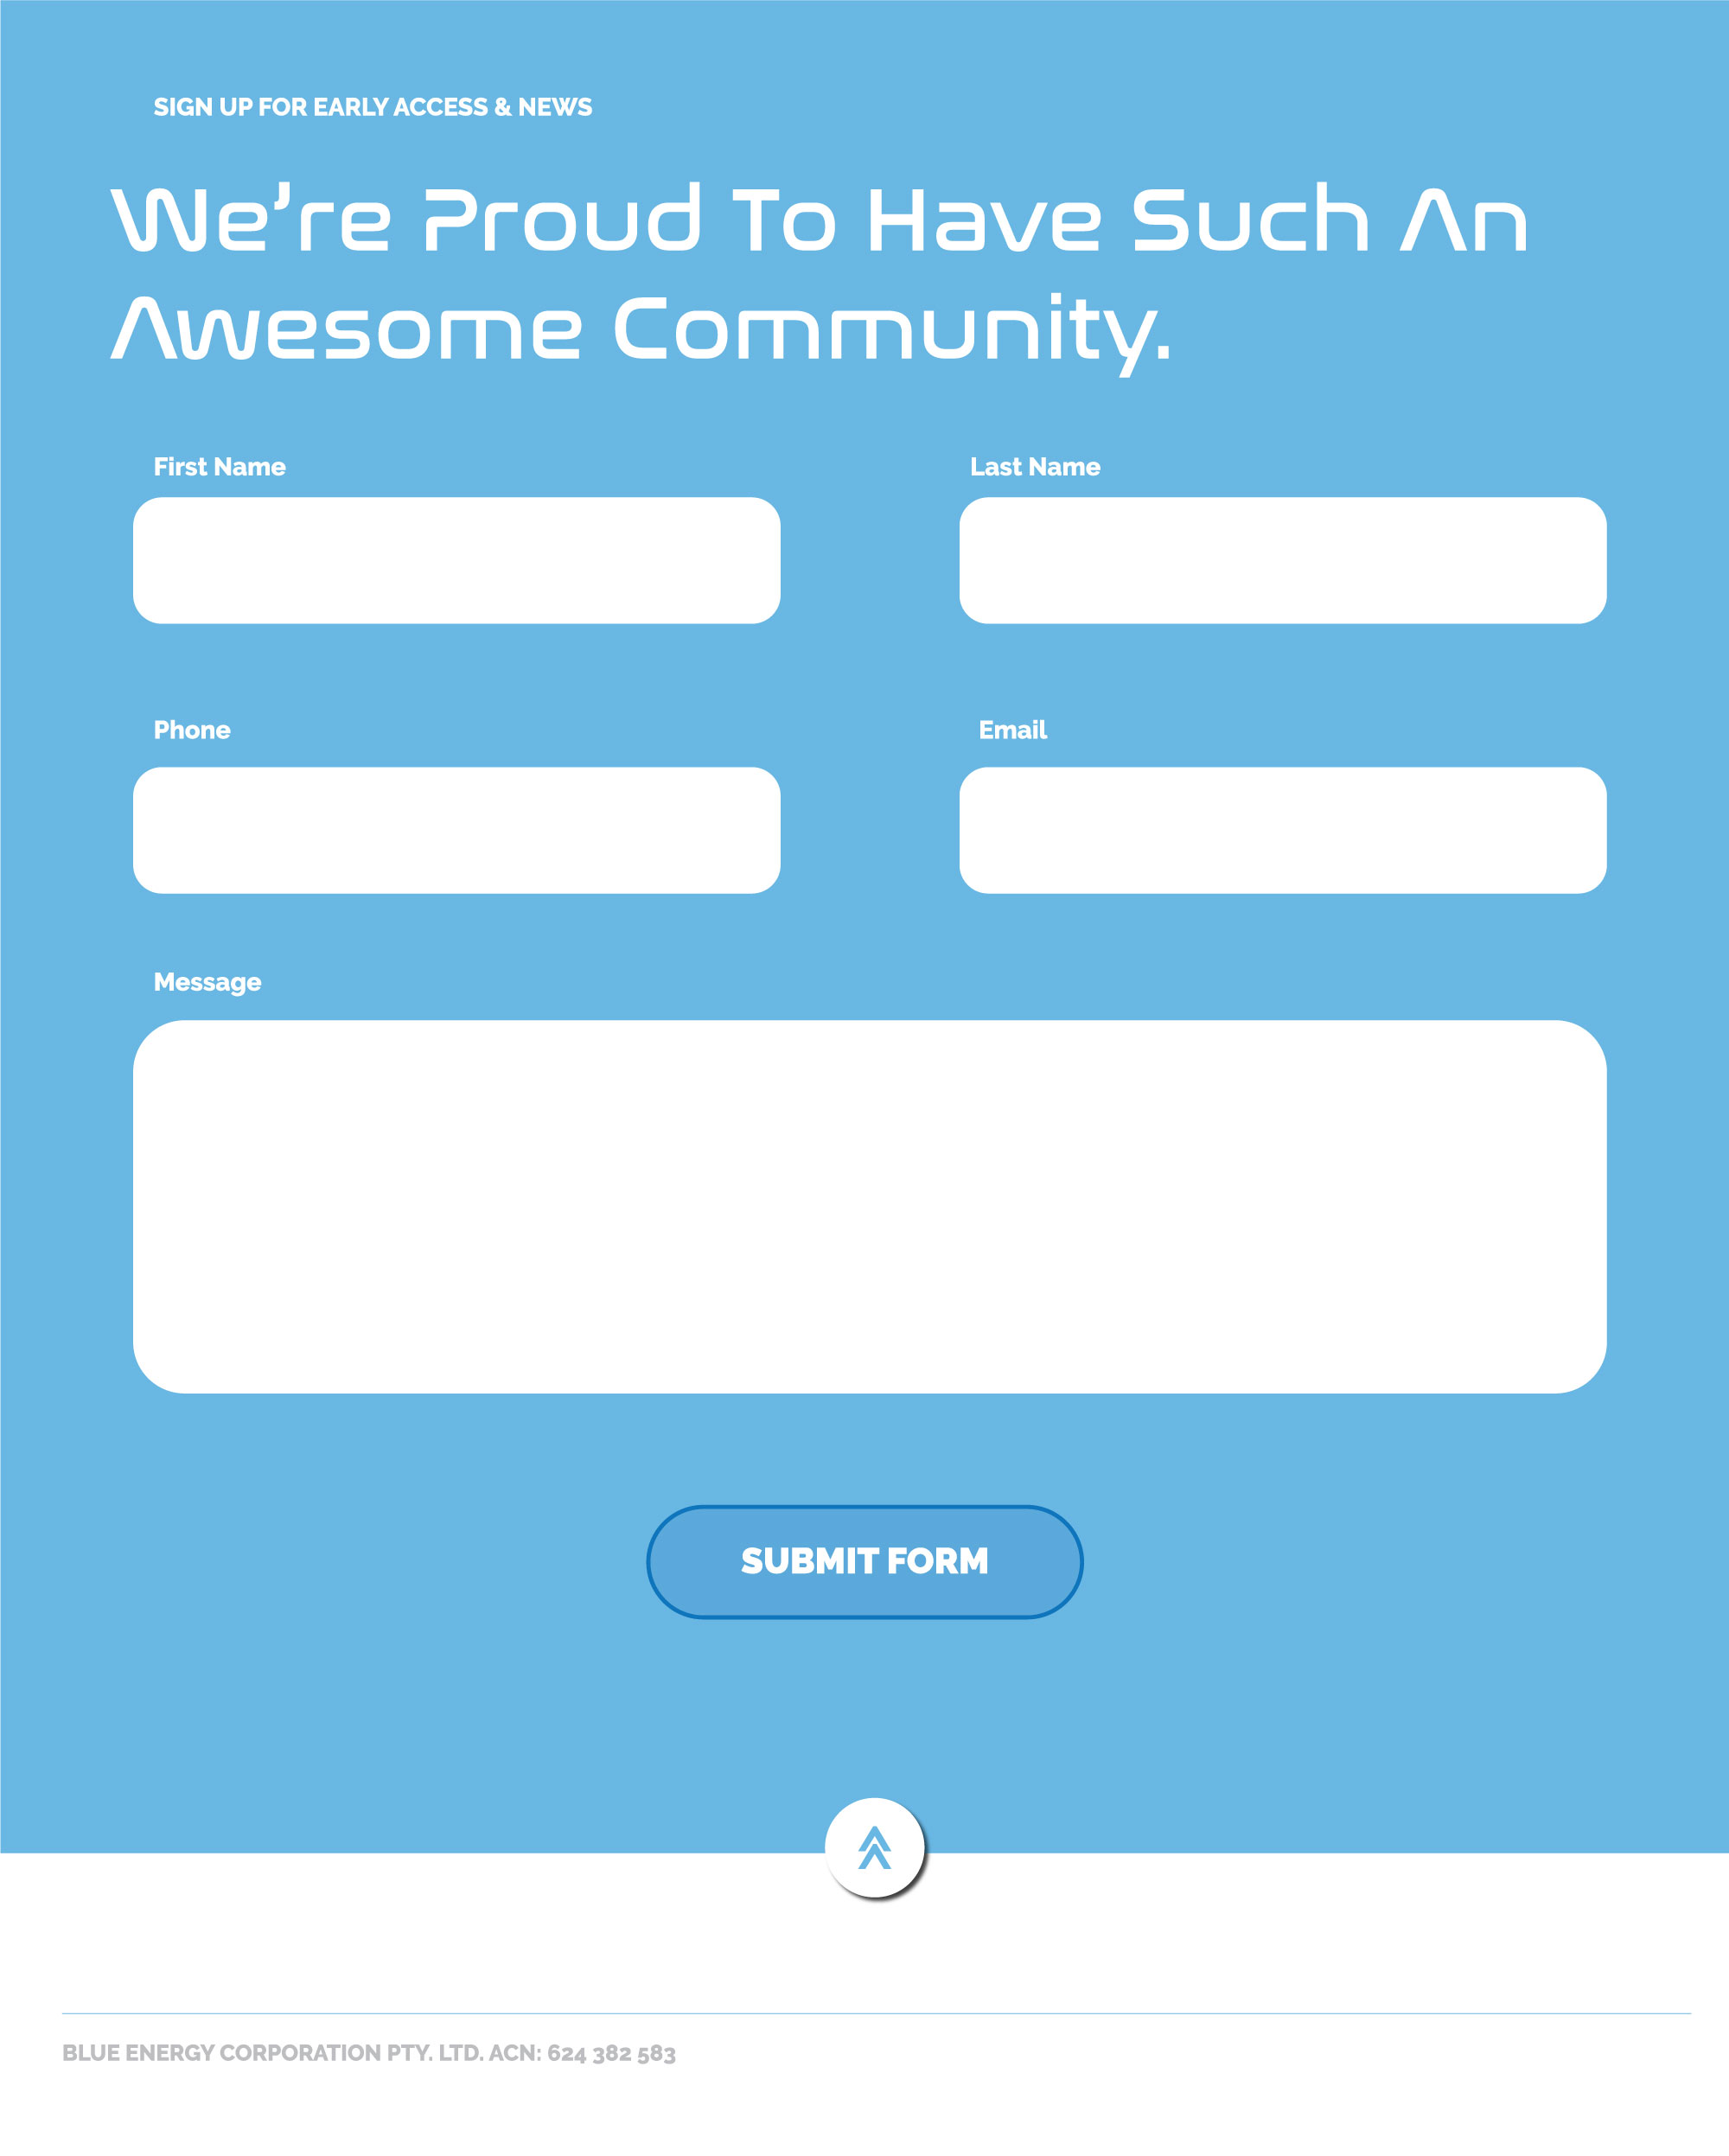 SIGN UP FOR EARLY ACCESS & NEWS
We're Proud To Have Such An
Awesome Community.
First Name
Last Name
Phone
Email
Message
SUBMIT FORM
BLUE ENERGY CORPORATION PTY. LTD. ACN: 624 382 583